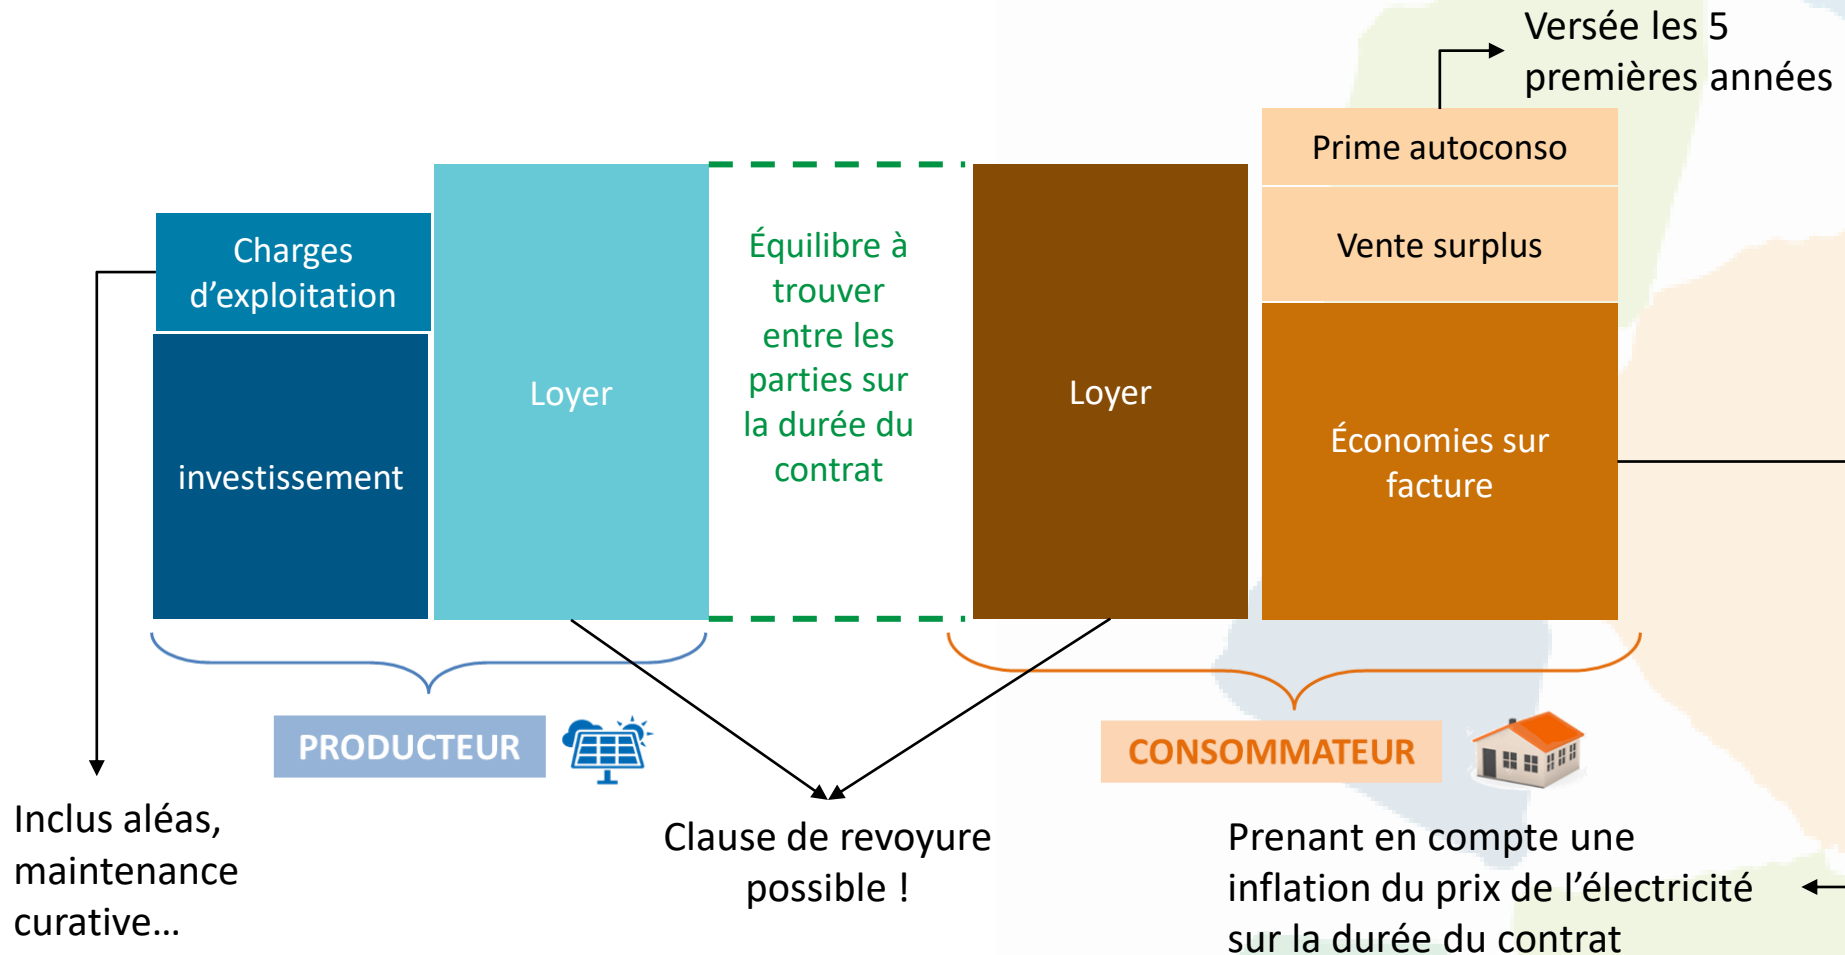 Versée les 5
premières années
Prime autoconso
Vente surplus
Économies sur
facture
Charges
d’exploitation
investissement
Loyer
Équilibre à
trouver
entre les
parties sur
la durée du
contrat
Loyer
PRODUCTEUR
CONSOMMATEUR
Inclus aléas,
maintenance
curative…
Clause de revoyure
possible !
Prenant en compte une
inflation du prix de l’électricité
sur la durée du contrat